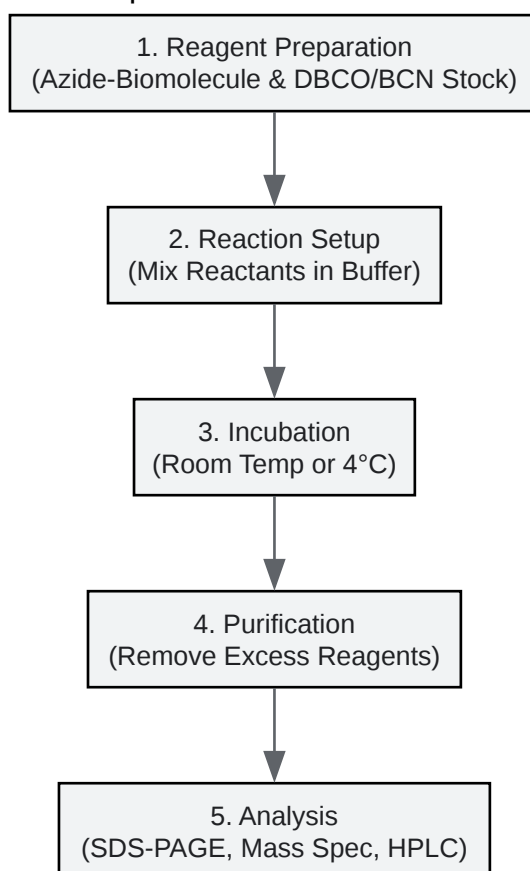 1. Reagent Preparation
(Azide-Biomolecule & DBCO/BCN Stock)
2. Reaction Setup
(Mix Reactants in Buffer)
3. Incubation
(Room Temp or 4°C)
4. Purification
(Remove Excess Reagents)
5. Analysis
(SDS-PAGE, Mass Spec, HPLC)